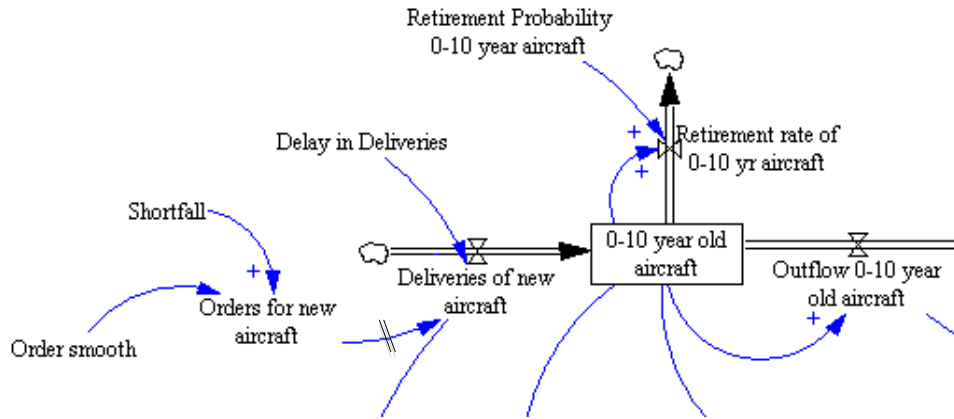 Retirement Probability
0-10 year aircraft
+
Retirement rate of
0-10 yr aircraft
+
Delay in Deliveries
Shortfall
+
0-10 year old
aircraft
Deliveries of new
aircraft
Outflow 0-10 year
old aircraft
+
Orders for new
aircraft
Order smooth